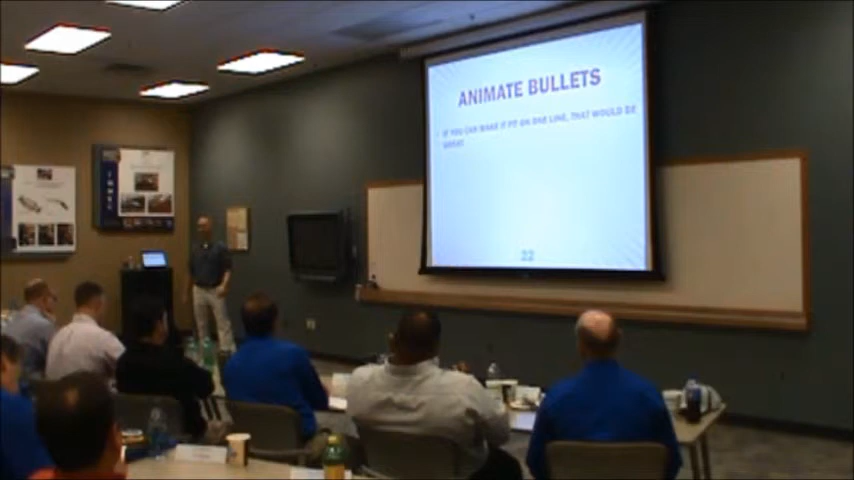 ANIMATE BULLETS
IF YOU CAN MAKE IT FIT ON ONE LINE, THAT WOULD BE
GREAT
22